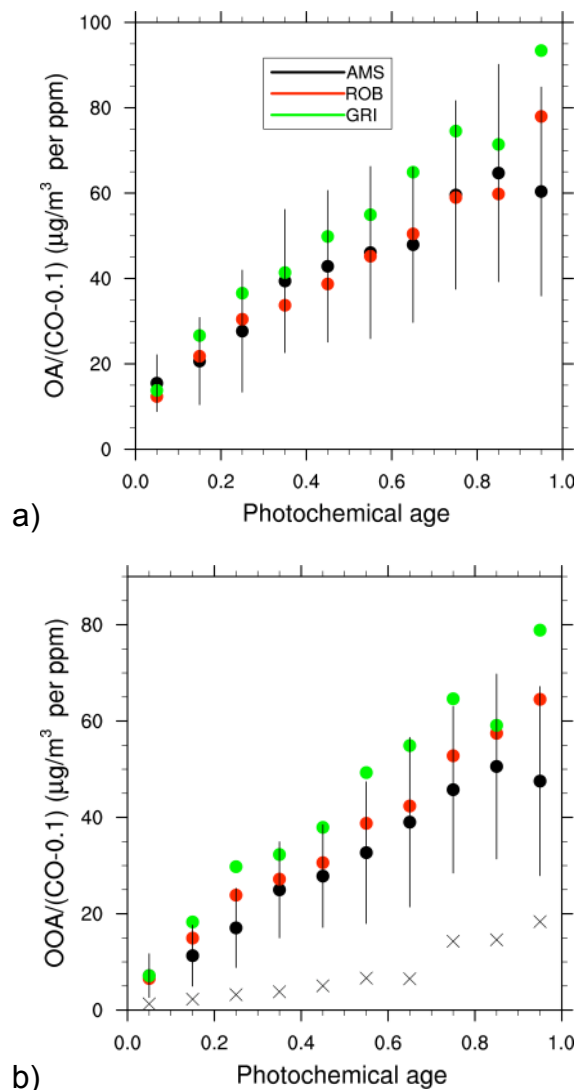 100
80
60
40
20
0
OA/(CO-0.1) (µg/m³ per ppm)
AMS
ROB
GRI
0.0 0.2 0.4 0.6 0.8 1.0
Photochemical age
a)
80
60
40
20
0
OOA/(CO-0.1) (µg/m³ per ppm)
0.0 0.2 0.4 0.6 0.8 1.0
Photochemical age
b)